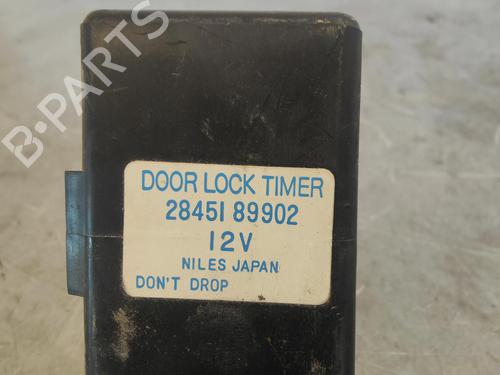 B-PARTS
DOOR LOCK TIMER
28451 89902
12V
NILES JAPAN
DON'T DROP